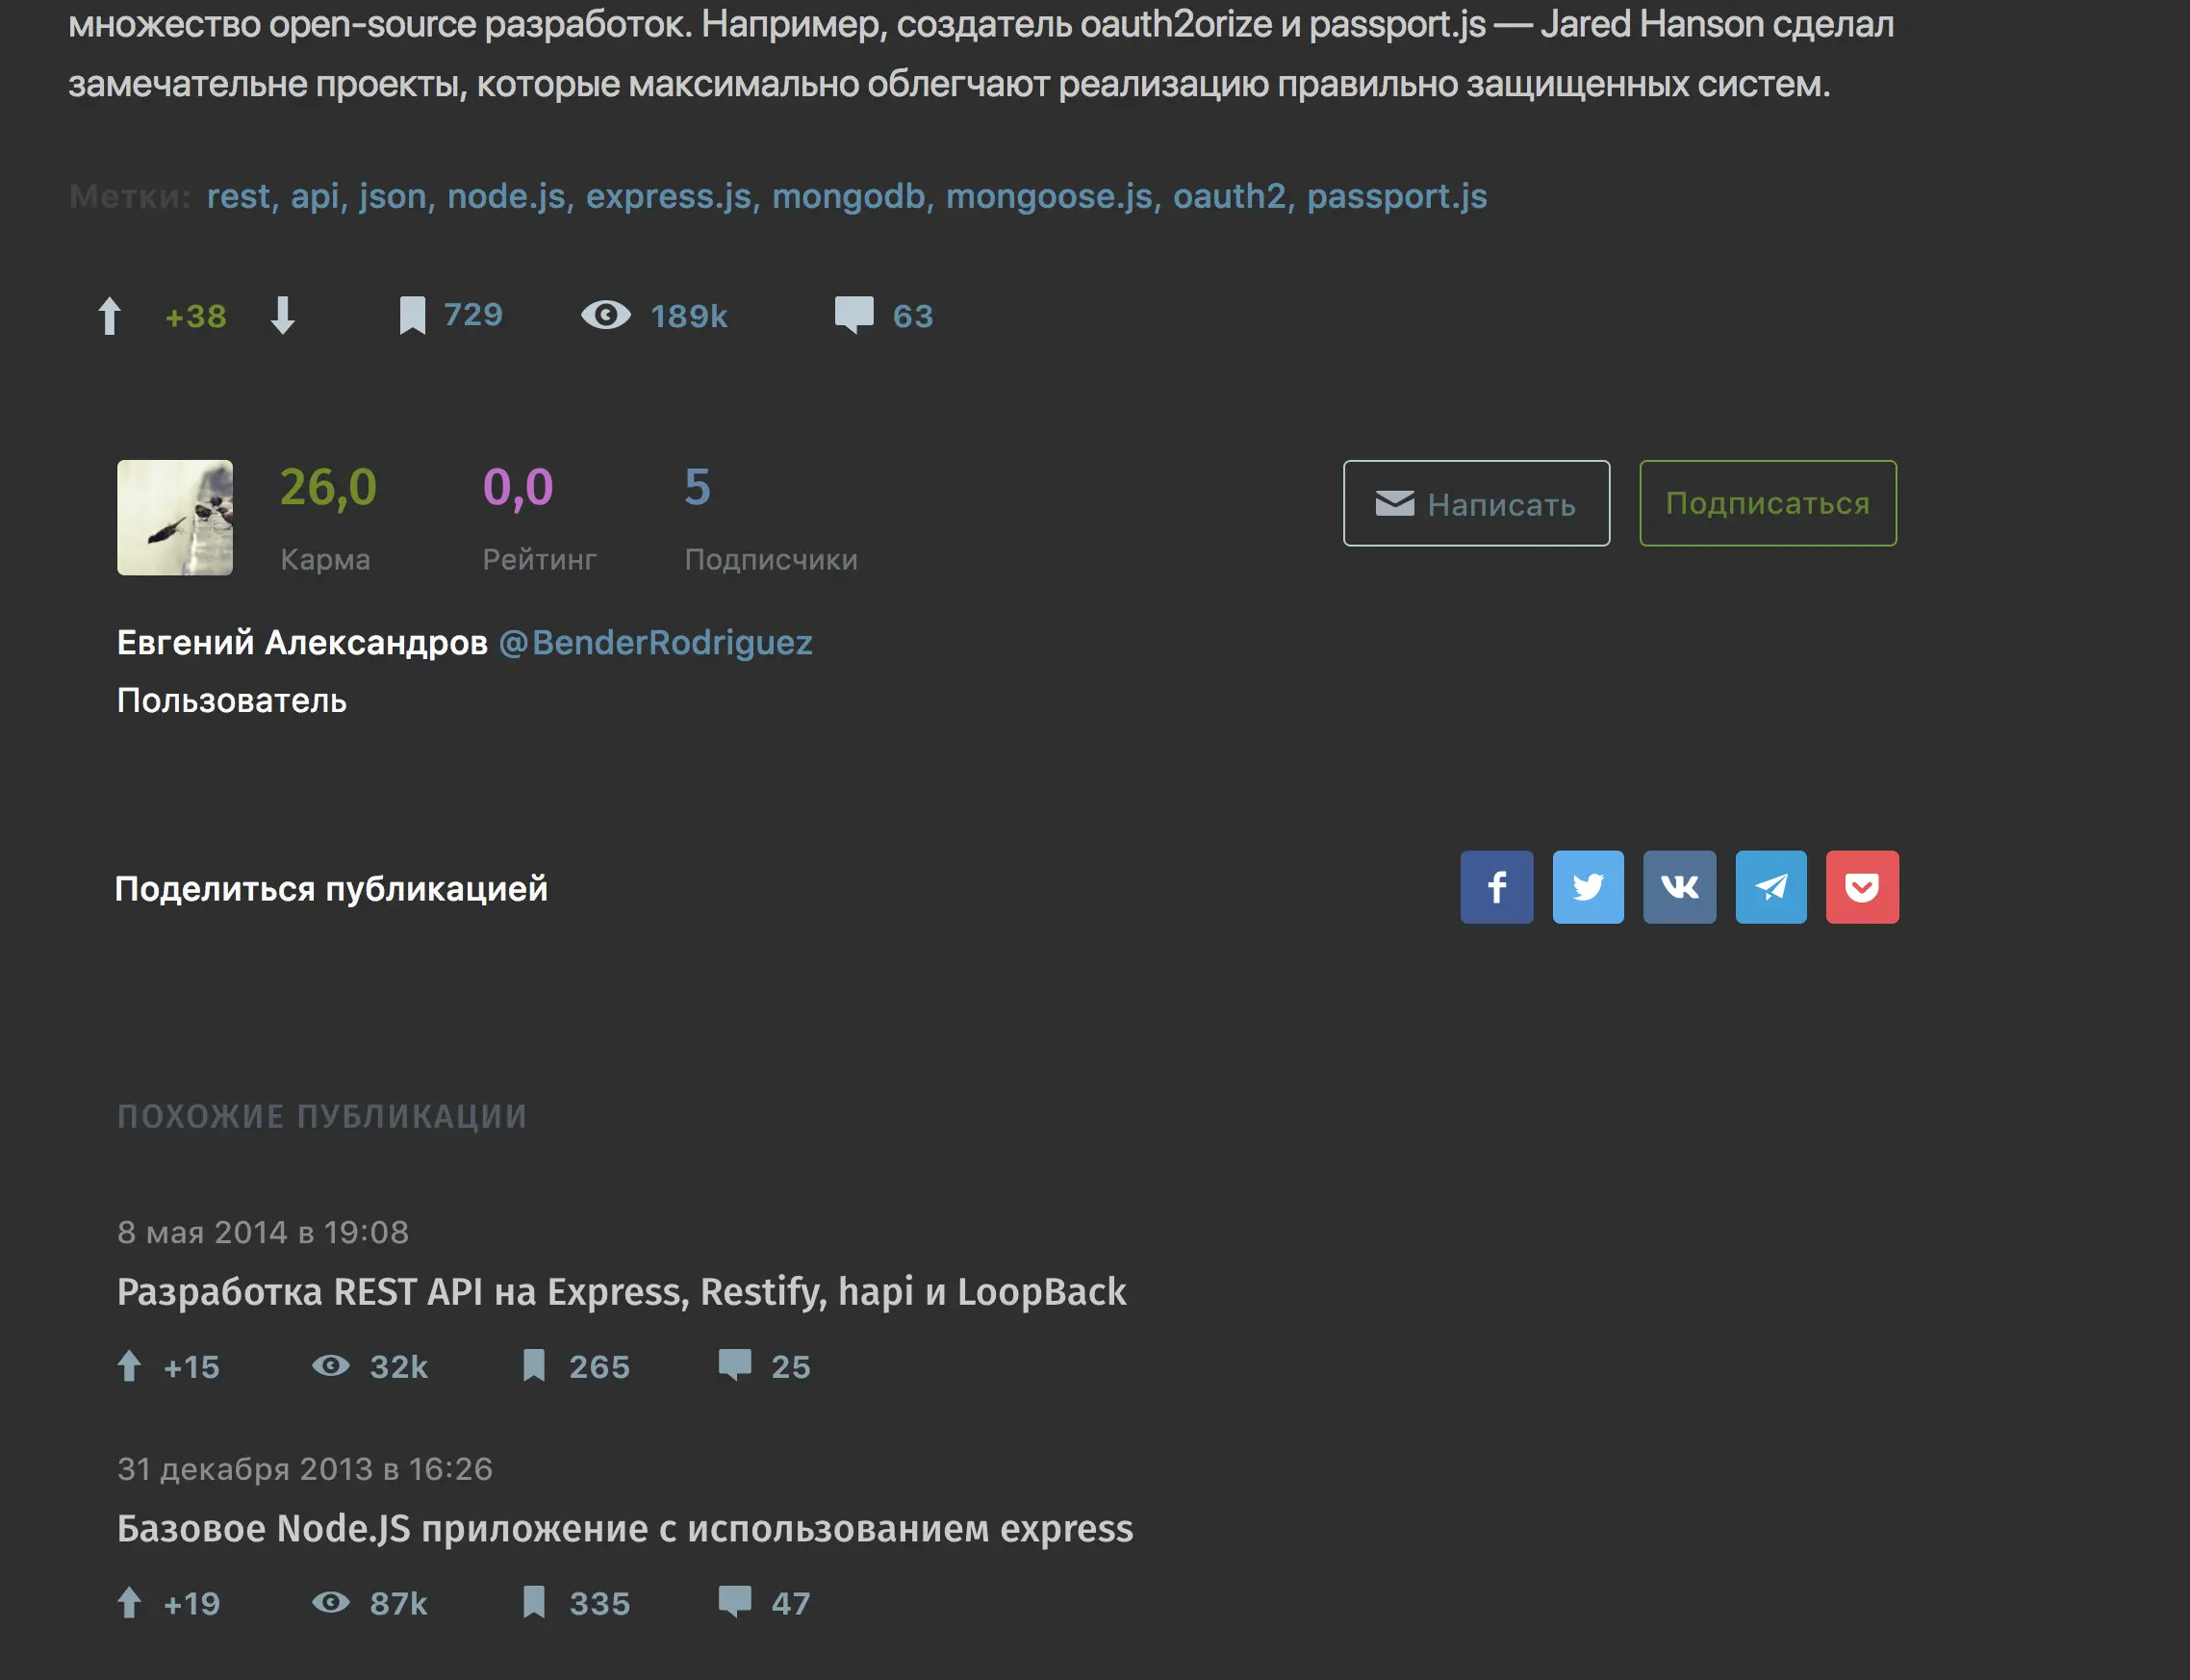 множество open-source разработок. Например, создатель oauth2orize и passport.js — Jared Hanson сделал
замечательне проекты, которые максимально облегчают реализацию правильно защищенных систем.
Метки: rest, api, json, node.js, express.js, mongodb, mongoose.js, oauth2, passport.js
+38 729 189k 63
26,0 0,0 5
Карма Рейтинг Подписчики
Написать Подписаться
Евгений Александров @BenderRodriguez
Пользователь
Поделиться публикацией
ПОХОЖИЕ ПУБЛИКАЦИИ
8 мая 2014 в 19:08
Разработка REST API на Express, Restify, hapi и LoopBack
+15 32k 265 25
31 декабря 2013 в 16:26
Базовое Node.JS приложение с использованием express
+19 87k 335 47